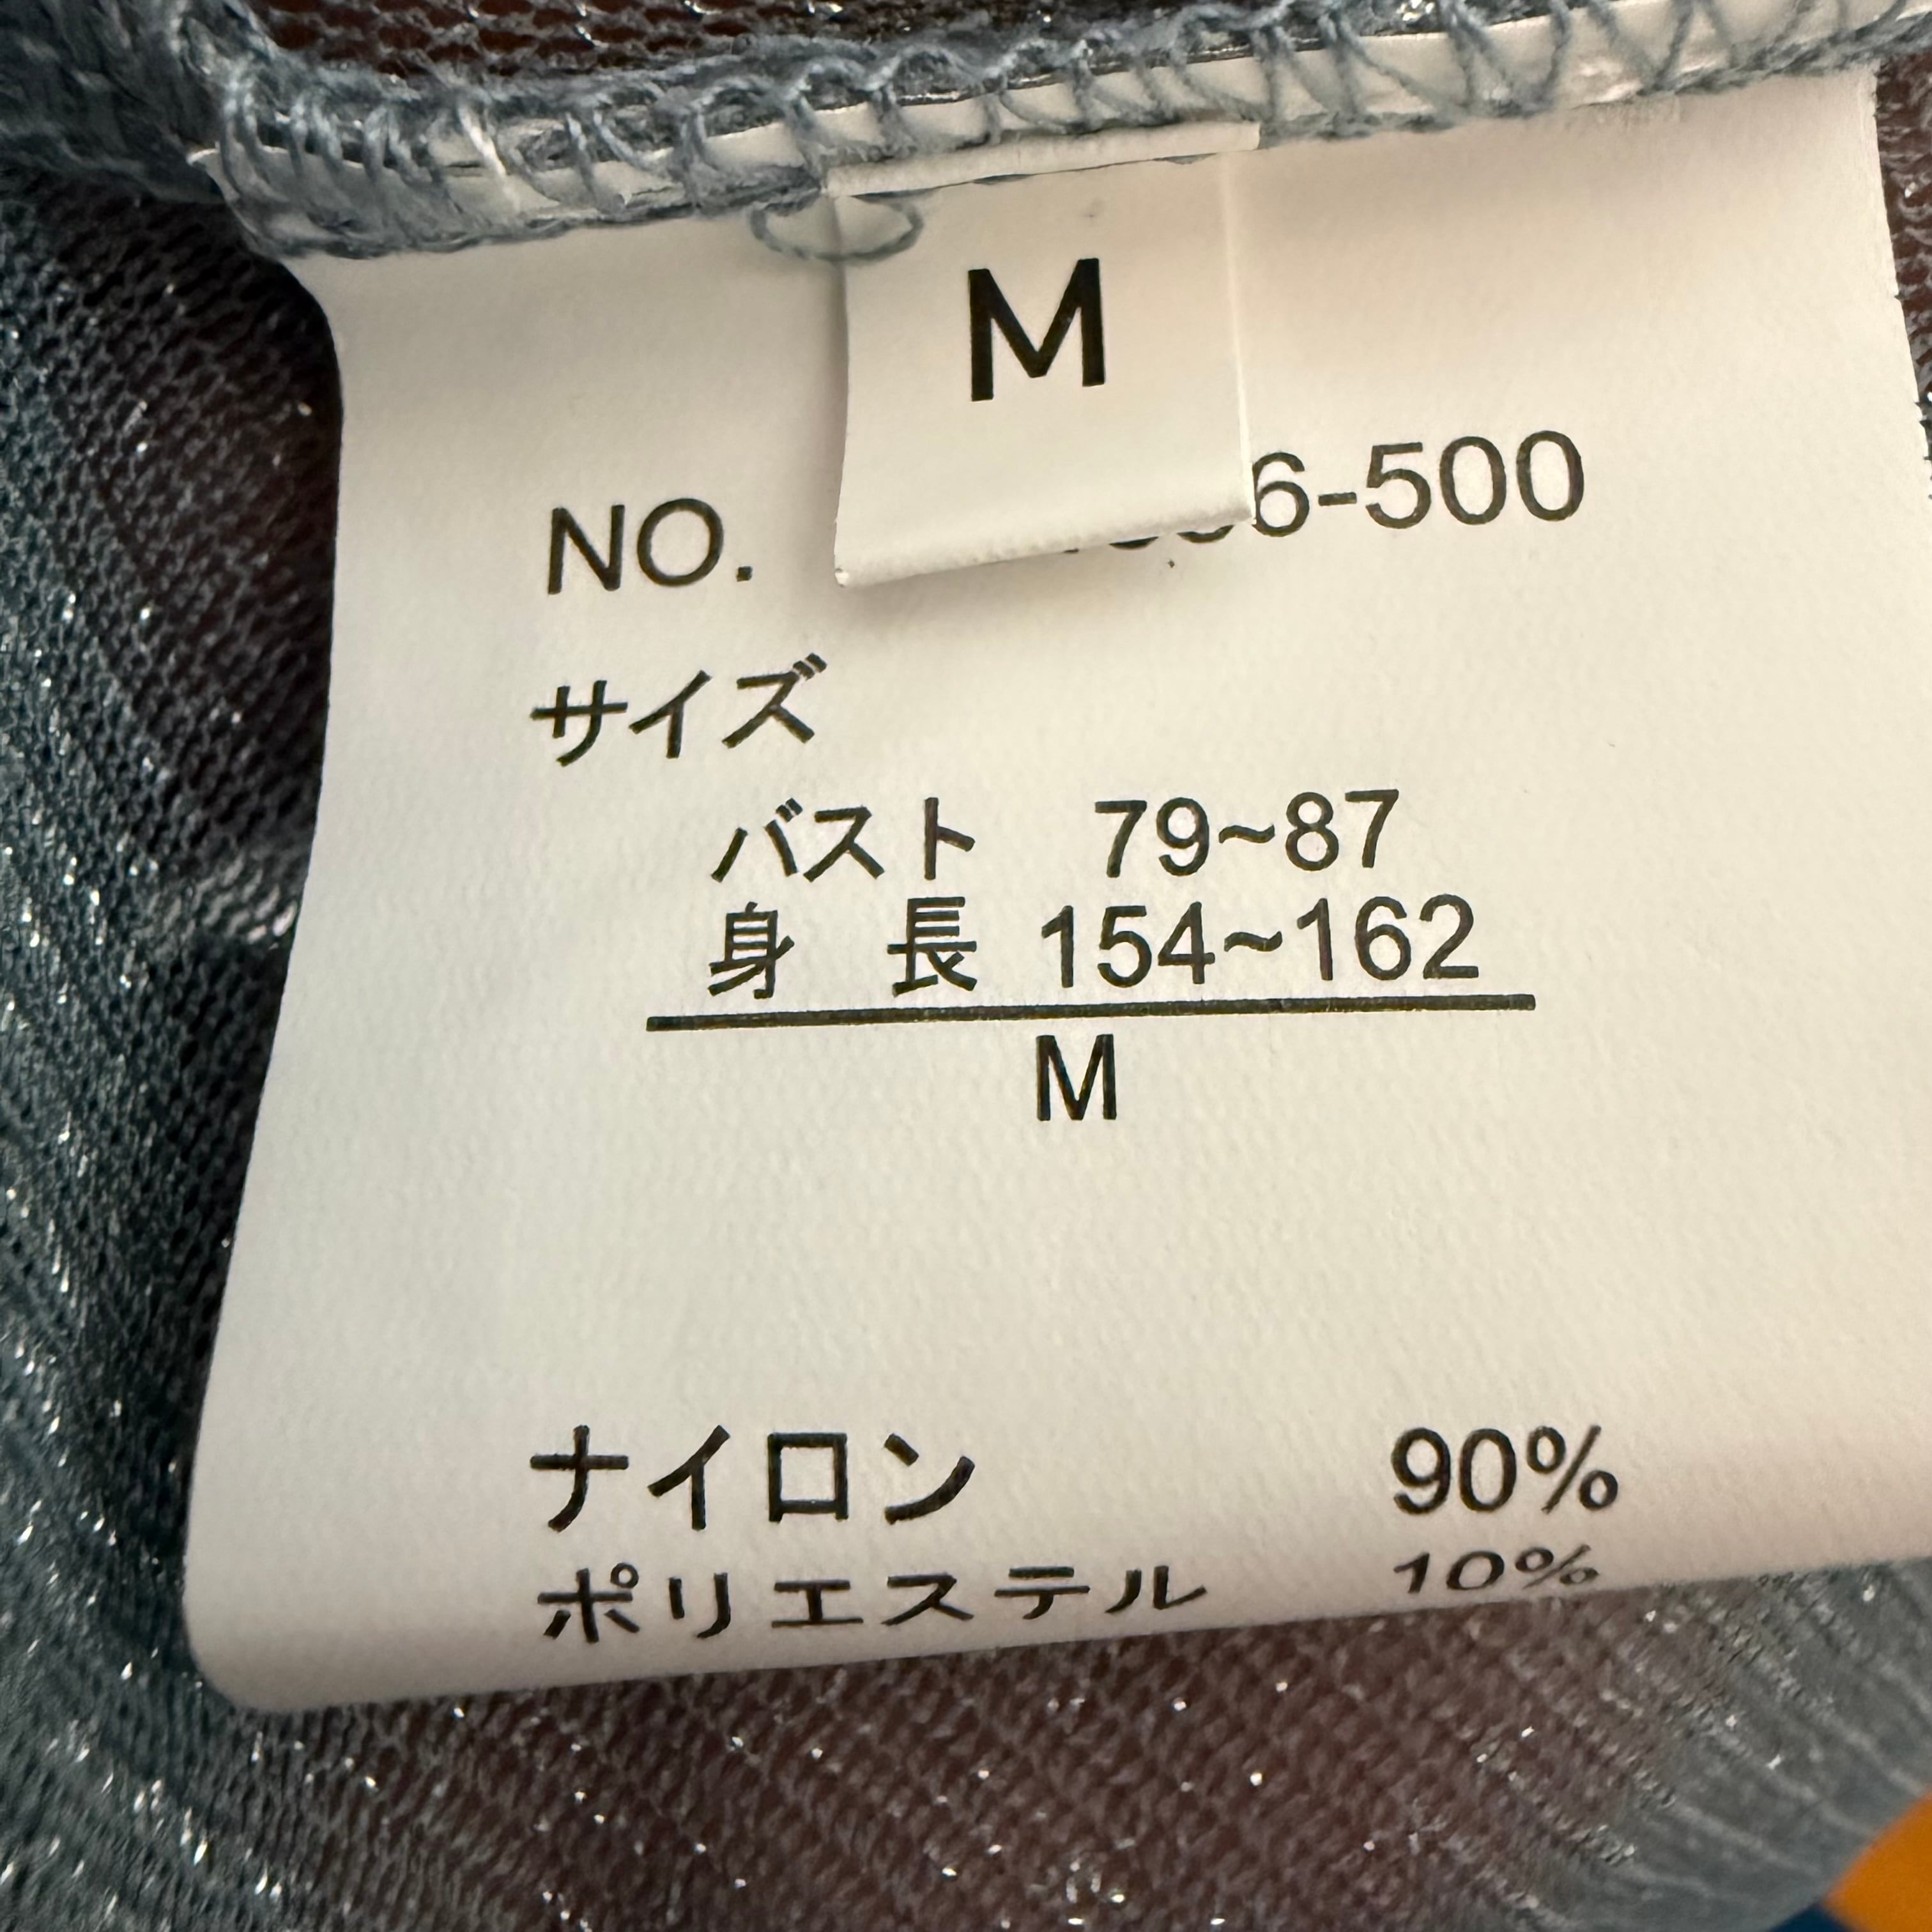 M
NO. 6-500
サイズ
バスト 79~87
身 長 154~162
M
ナイロン 90%
ポリエステル 10%